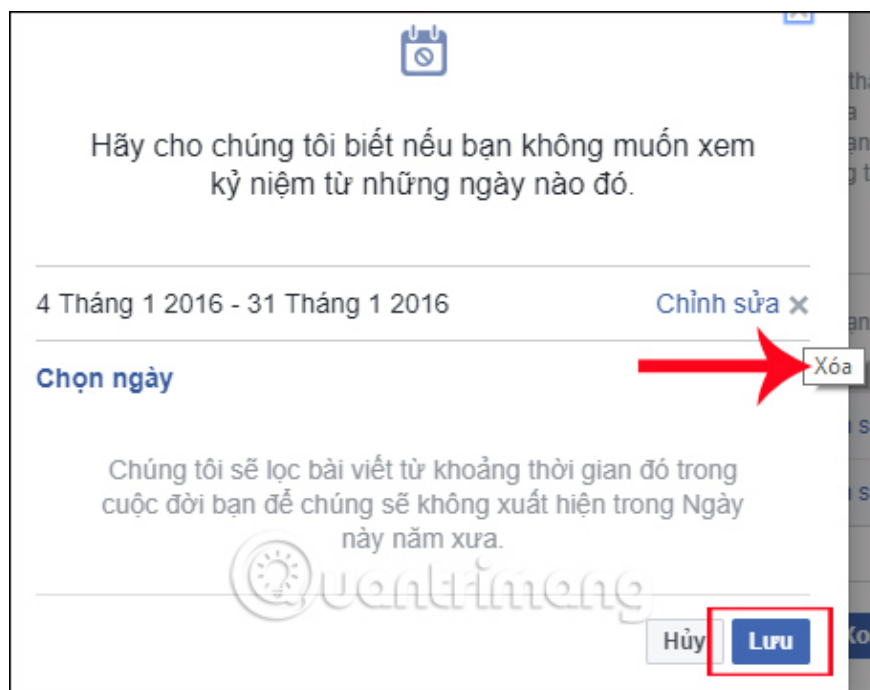 Hãy cho chúng tôi biết nếu bạn không muốn xem
kỷ niệm từ những ngày nào đó.
4 Tháng 1 2016 - 31 Tháng 1 2016
Chỉnh sửa
Xóa
Chọn ngày
Chúng tôi sẽ lọc bài viết từ khoảng thời gian đó trong
cuộc đời bạn để chúng sẽ không xuất hiện trong Ngày
này năm xưa.
Quantrimang
Hủy
Lưu